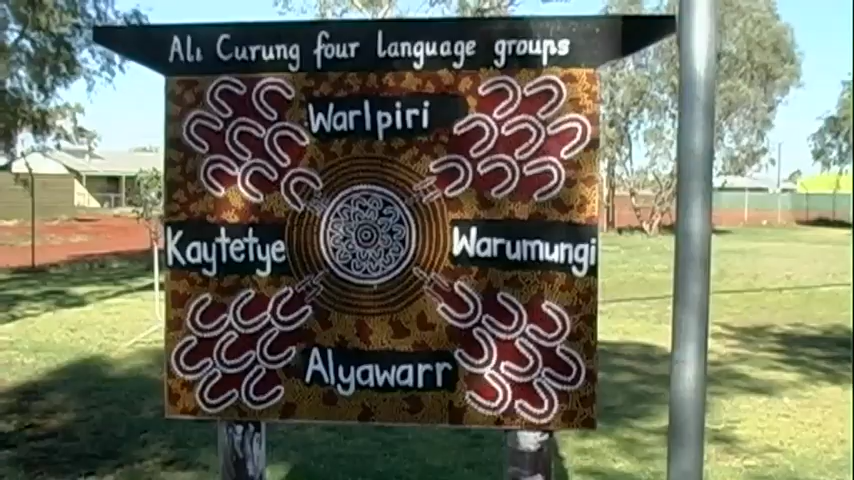 Ali Curung four language groups
Warlpiri
Kaytetye
Warumungi
Alyawarr